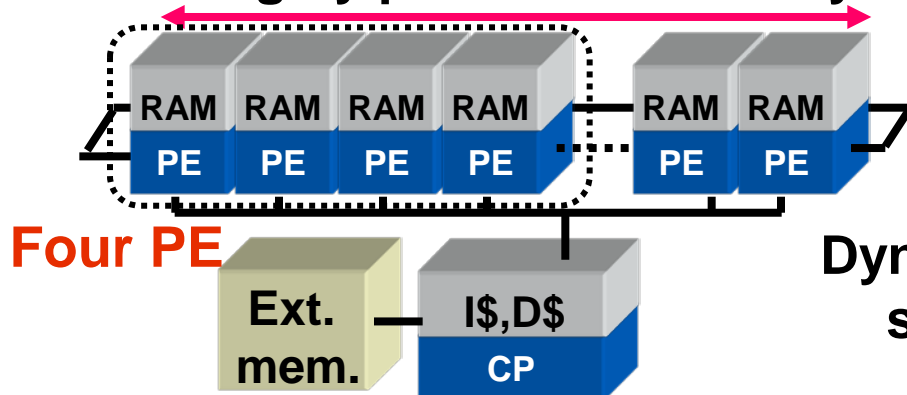 RAM RAM RAM RAM RAM RAM
PE PE PE PE PE PE
Four PE
Ext.
mem.
I$,D$
CP